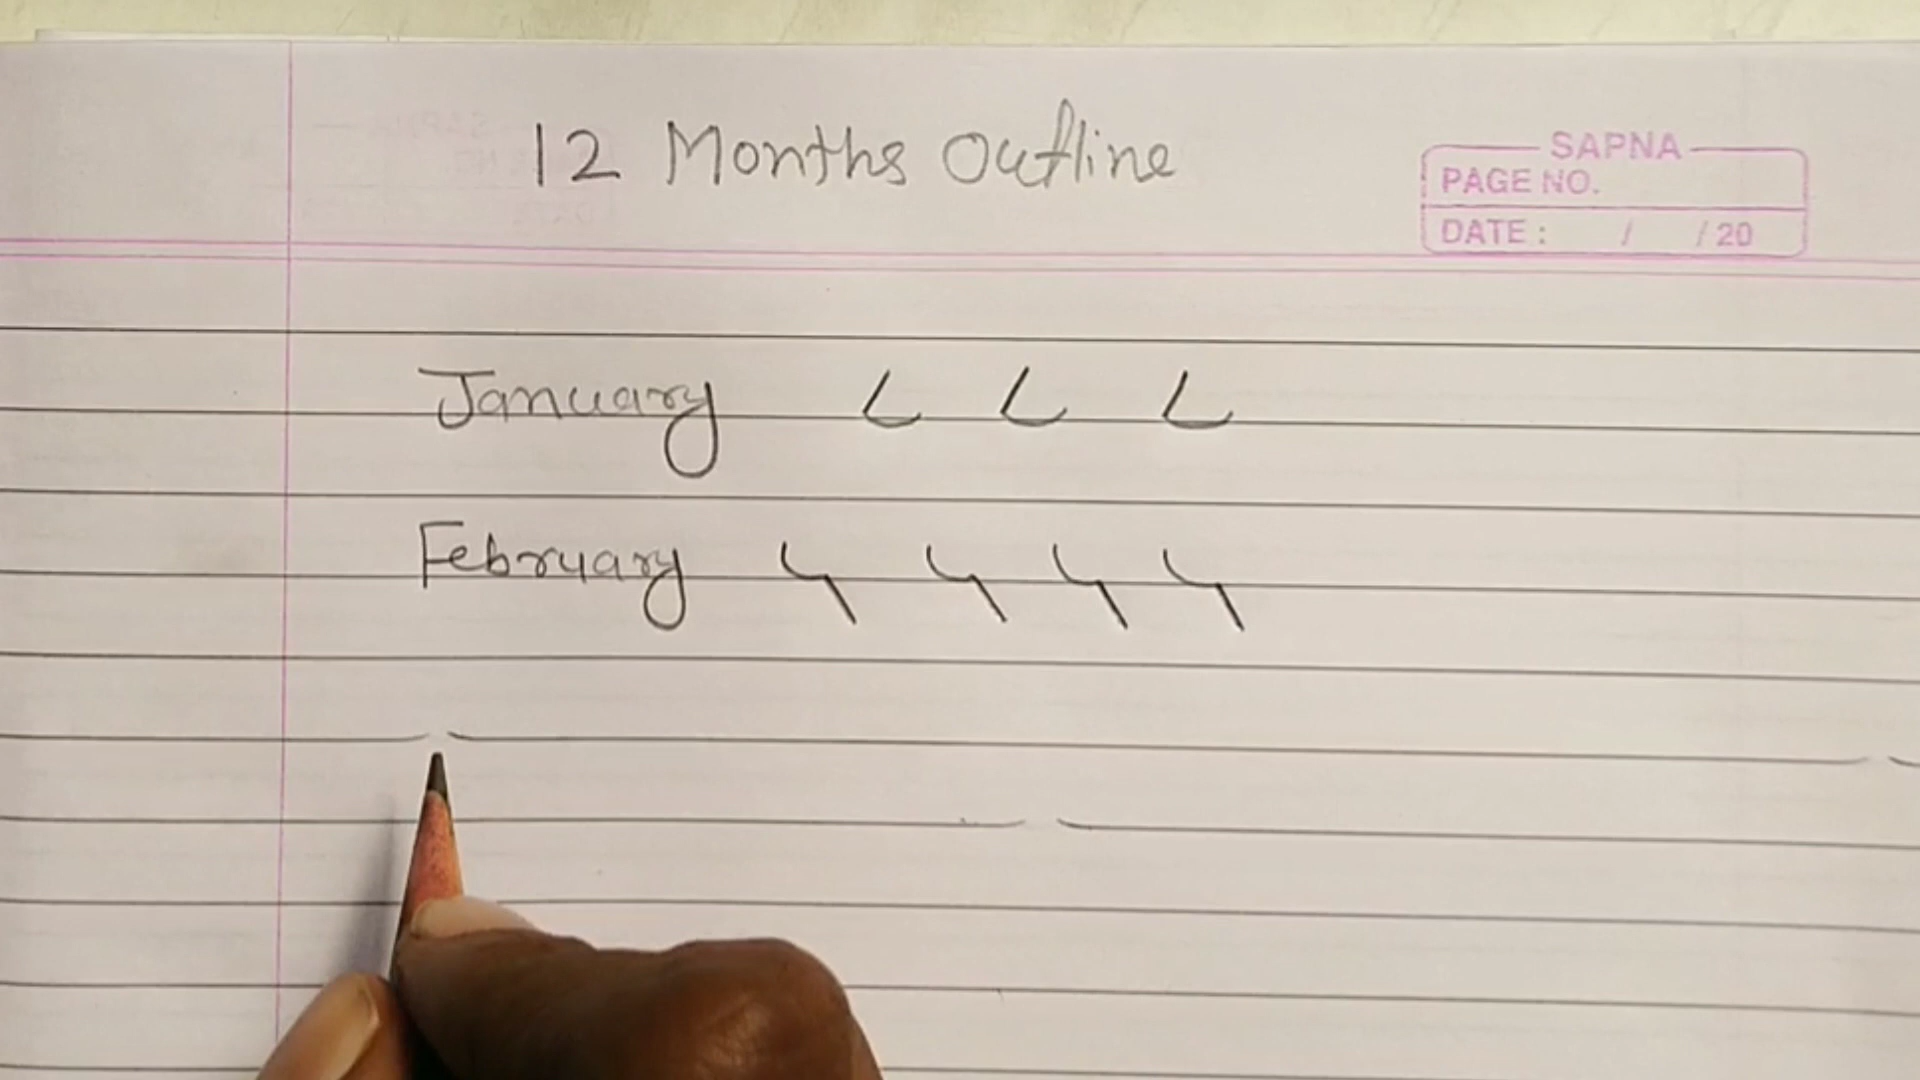 12 Months Outline
SAPNA
PAGE NO.
DATE : / / 20
January
February